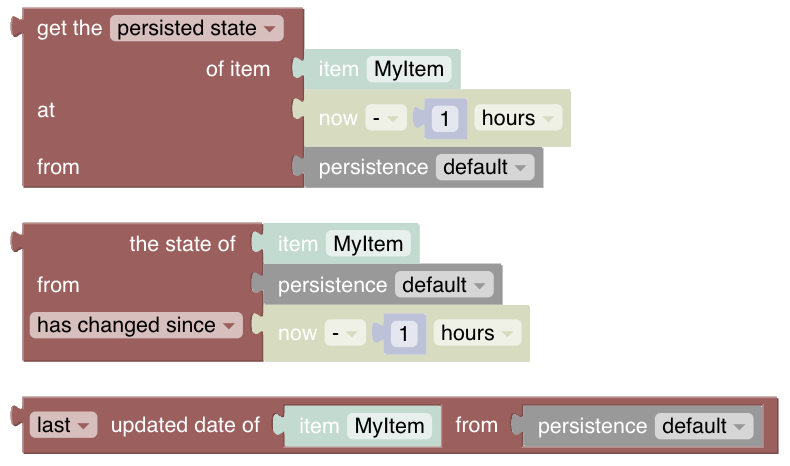 get the persisted state
of item item MyItem
at now - 1 hours
from persistence default
the state of item MyItem
from persistence default
has changed since now - 1 hours
last updated date of item MyItem from persistence default